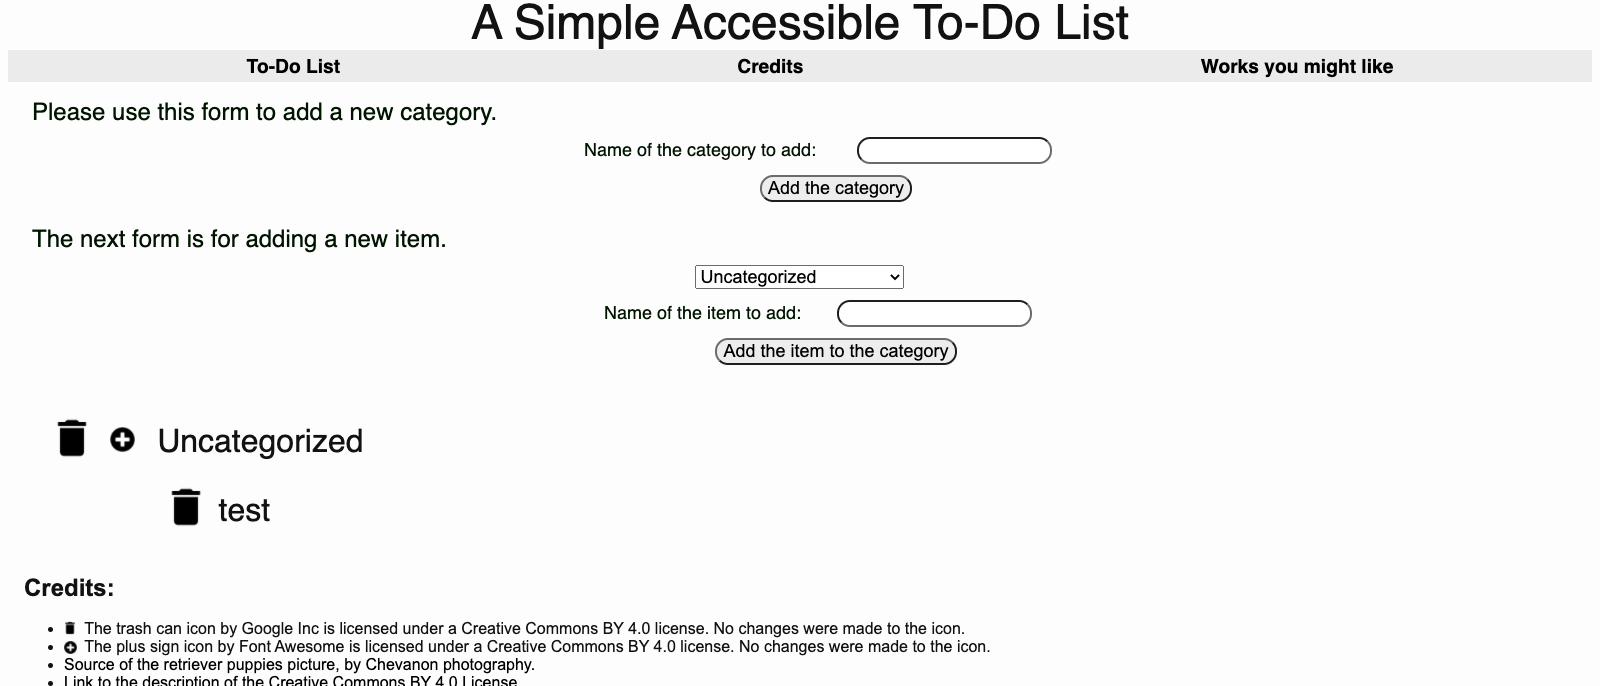 A Simple Accessible To-Do List
To-Do List Credits Works you might like
Please use this form to add a new category.
Name of the category to add:
Add the category
The next form is for adding a new item.
Uncategorized
Name of the item to add:
Add the item to the category
Uncategorized
test
Credits:
The trash can icon by Google Inc is licensed under a Creative Commons BY 4.0 license. No changes were made to the icon.
The plus sign icon by Font Awesome is licensed under a Creative Commons BY 4.0 license. No changes were made to the icon.
Source of the retriever puppies picture, by Chevanon photography.
Link to the description of the Creative Commons BY 4.0 License